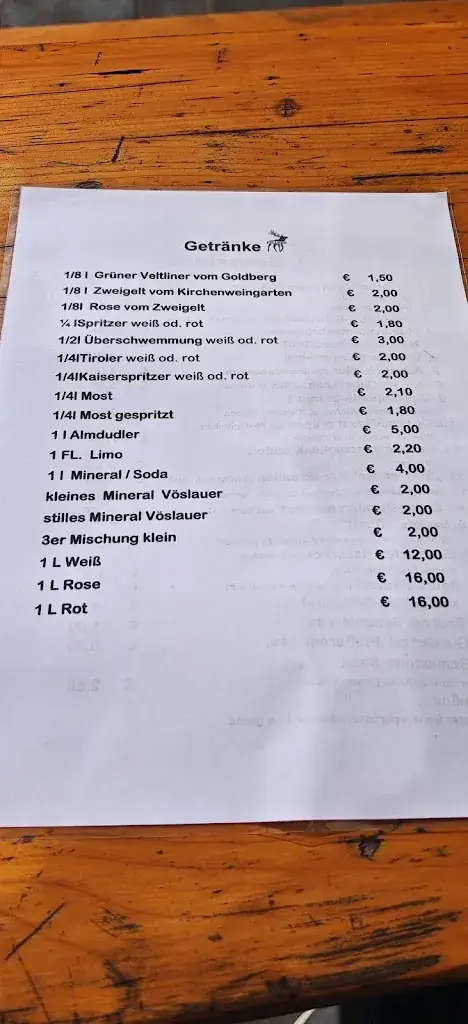 Getränke
1/8 l Grüner Veltliner vom Goldberg € 1,50
1/8 l Zweigelt vom Kirchenweingarten € 2,00
1/8l Rose vom Zweigelt € 2,00
¼ lSpritzer weiß od. rot € 1,80
1/2l Überschwemmung weiß od. rot € 3,00
1/4lTiroler weiß od. rot € 2,00
1/4lKaiserspritzer weiß od. rot € 2,00
1/4l Most € 2,10
1/4l Most gespritzt € 1,80
1 l Almdudler € 5,00
1 FL. Limo € 2,20
1 l Mineral / Soda € 4,00
kleines Mineral Vöslauer € 2,00
stilles Mineral Vöslauer € 2,00
3er Mischung klein € 2,00
1 L Weiß € 12,00
1 L Rose € 16,00
1 L Rot € 16,00